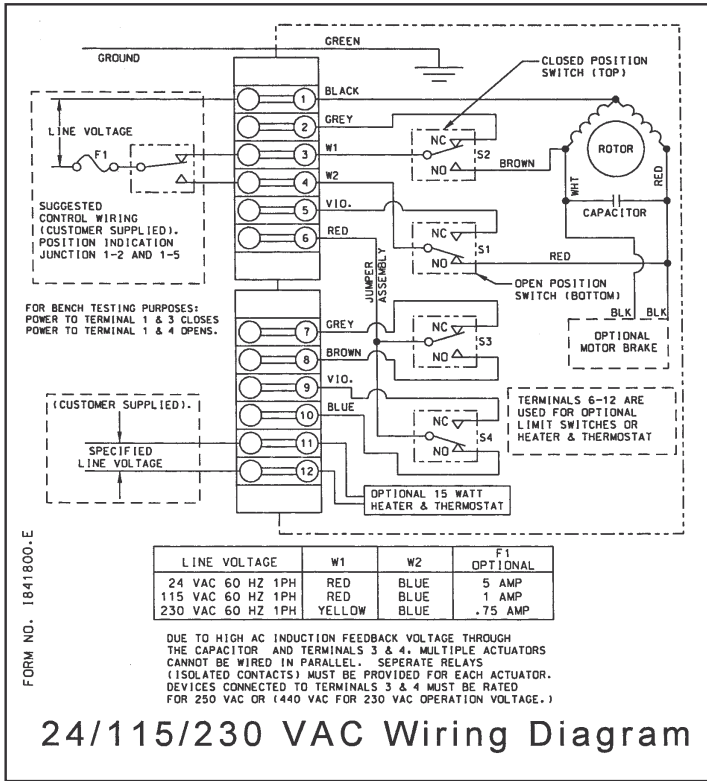 GREEN
GROUND
CLOSED POSITION
SWITCH (TOP)
1
BLACK
LINE VOLTAGE
2
GREY
F1
3
W1
NC
NO
S2
BROWN
ROTOR
4
W2
WHT
RED
CAPACITOR
SUGGESTED
CONTROL WIRING
(CUSTOMER SUPPLIED).
POSITION INDICATION
JUNCTION 1-2 AND 1-5
5
VIO.
6
RED
NC
NO
S1
RED
JUMPER
ASSEMBLY
OPEN POSITION
SWITCH (BOTTOM)
FOR BENCH TESTING PURPOSES:
POWER TO TERMINAL 1 & 3 CLOSES
POWER TO TERMINAL 1 & 4 OPENS.
BLK
BLK
OPTIONAL
MOTOR BRAKE
7
GREY
8
BROWN
NC
NO
S3
9
VIO.
10
BLUE
NC
NO
S4
TERMINALS 6-12 ARE
USED FOR OPTIONAL
LIMIT SWITCHES OR
HEATER & THERMOSTAT
(CUSTOMER SUPPLIED).
SPECIFIED
LINE VOLTAGE
11
12
OPTIONAL 15 WATT
HEATER & THERMOSTAT
FORM NO. 1841800.E
LINE VOLTAGE W1 W2 F1 OPTIONAL
24 VAC 60 HZ 1PH RED BLUE 5 AMP
115 VAC 60 HZ 1PH RED BLUE 1 AMP
230 VAC 60 HZ 1PH YELLOW BLUE .75 AMP
DUE TO HIGH AC INDUCTION FEEDBACK VOLTAGE THROUGH
THE CAPACITOR AND TERMINALS 3 & 4. MULTIPLE ACTUATORS
CANNOT BE WIRED IN PARALLEL. SEPERATE RELAYS
(ISOLATED CONTACTS) MUST BE PROVIDED FOR EACH ACTUATOR.
DEVICES CONNECTED TO TERMINALS 3 & 4 MUST BE RATED
FOR 250 VAC OR (440 VAC FOR 230 VAC OPERATION VOLTAGE.)
24/115/230 VAC Wiring Diagram